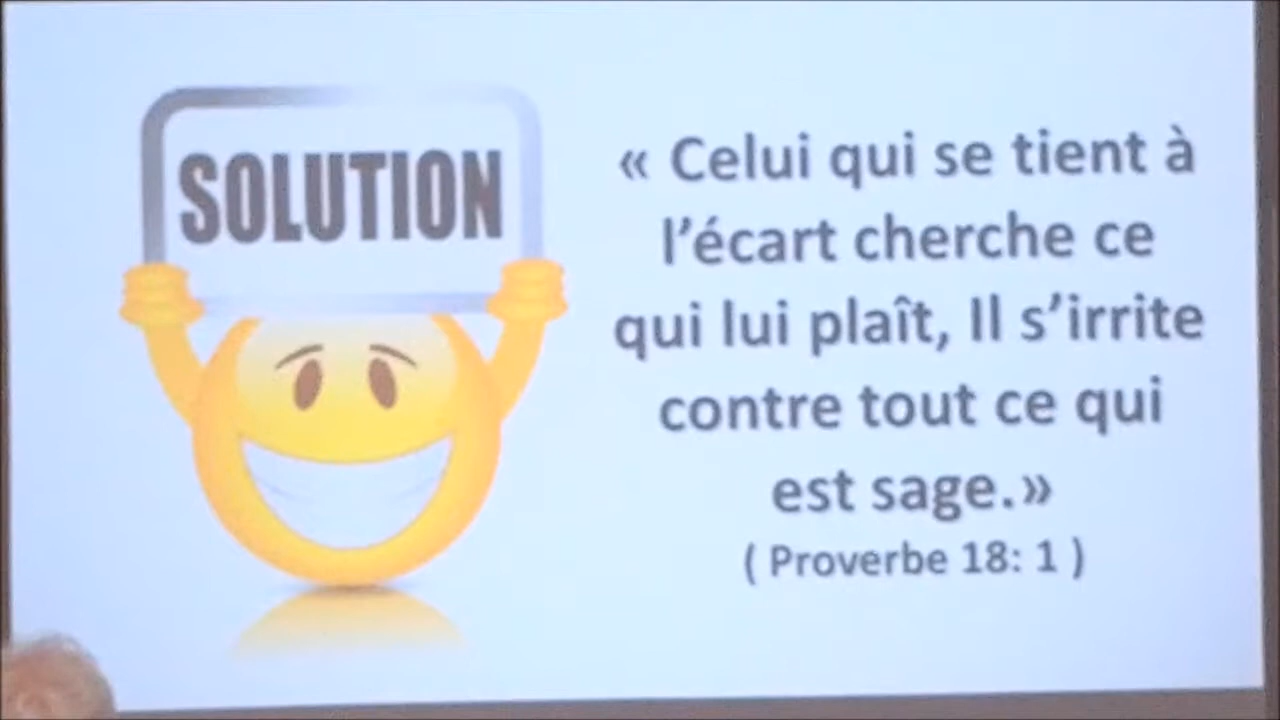 SOLUTION
« Celui qui se tient à
l’écart cherche ce
qui lui plaît, Il s’irrite
contre tout ce qui
est sage.»
( Proverbe 18: 1 )